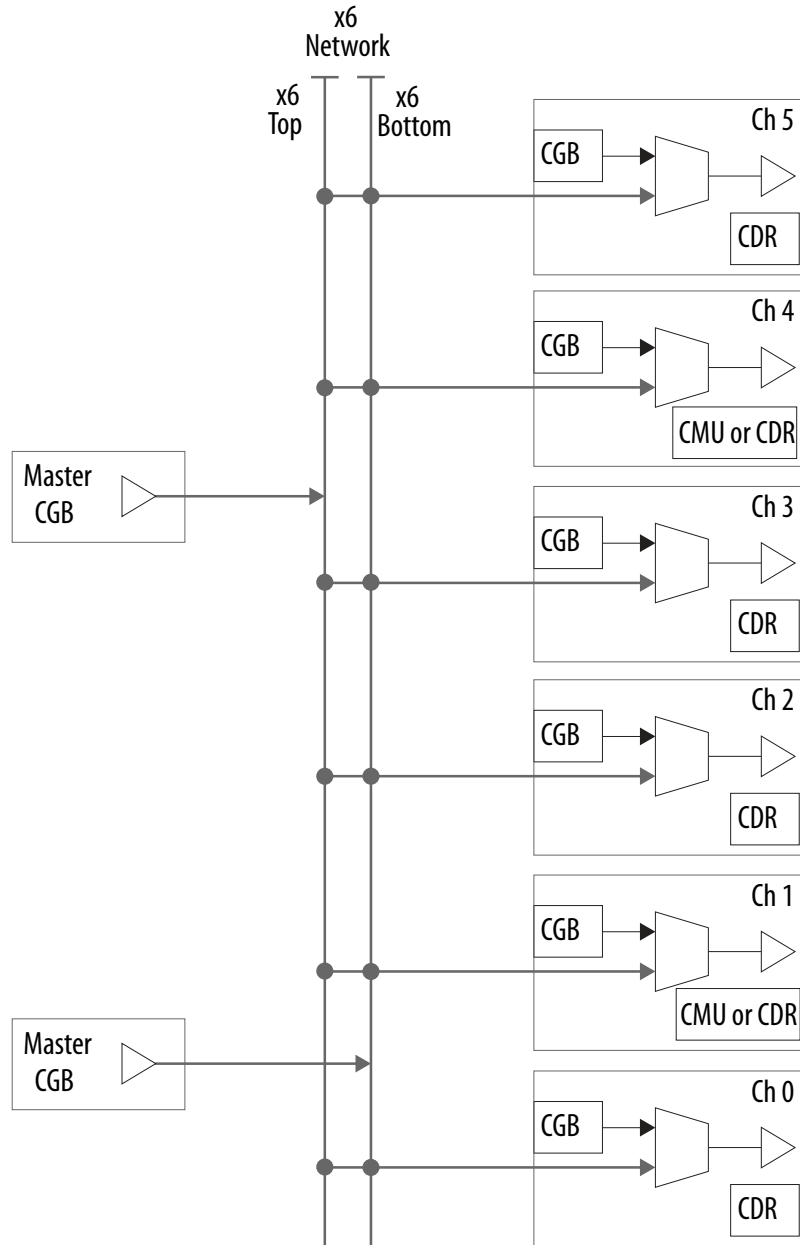 x6
Network
x6
Top
x6
Bottom
Ch 5
CGB
CDR
Ch 4
CGB
CMU or CDR
Master
CGB
Ch 3
CGB
CDR
Ch 2
CGB
CDR
Ch 1
CGB
CMU or CDR
Master
CGB
Ch 0
CGB
CDR